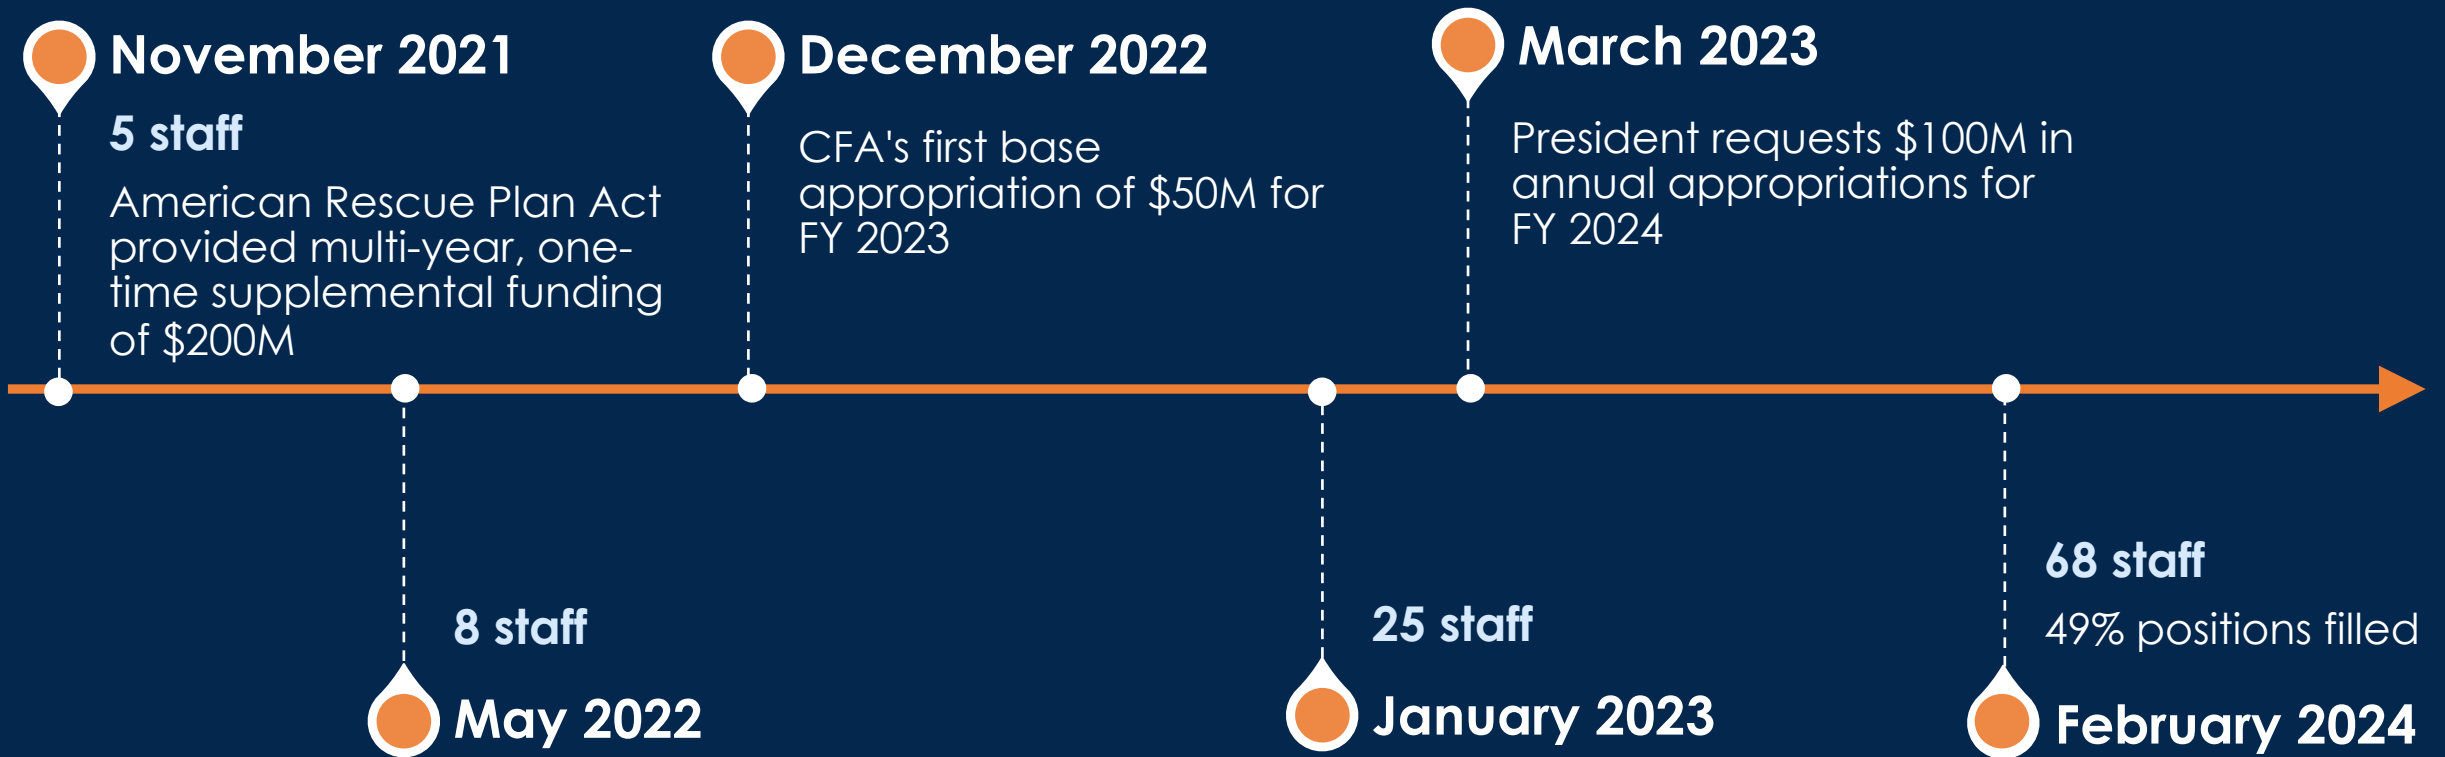 November 2021
5 staff
American Rescue Plan Act
provided multi-year, one-
time supplemental funding
of $200M
December 2022
CFA's first base
appropriation of $50M for
FY 2023
March 2023
President requests $100M in
annual appropriations for
FY 2024
8 staff
May 2022
25 staff
January 2023
68 staff
49% positions filled
February 2024